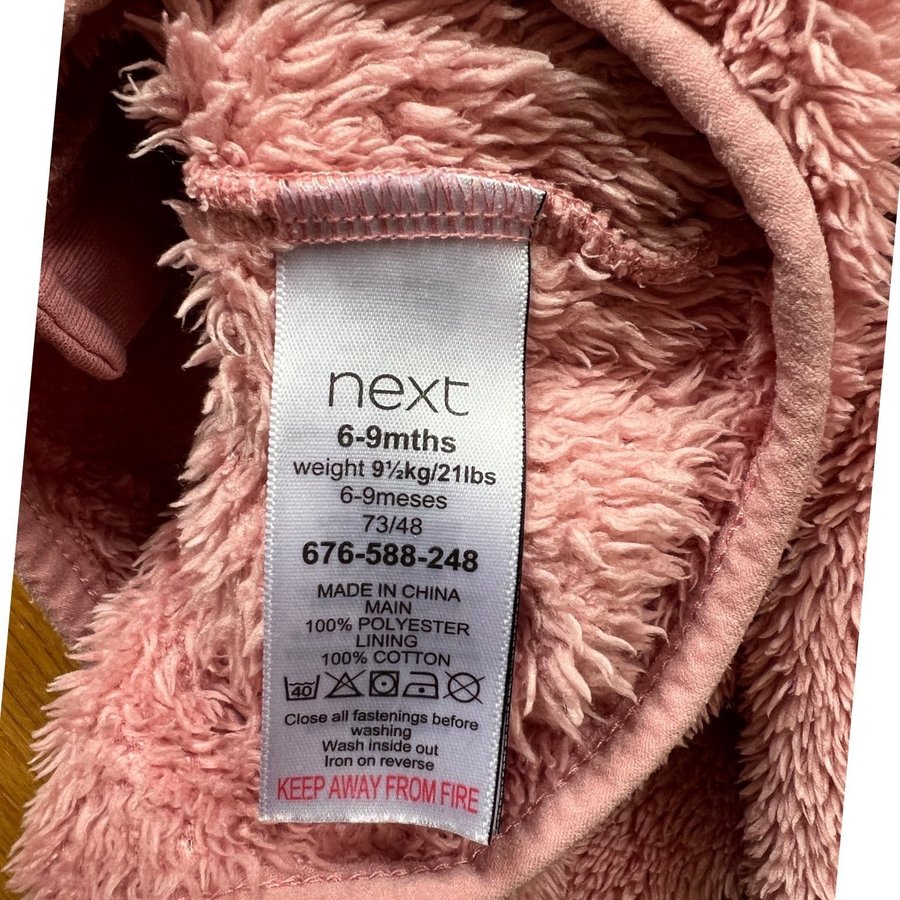 next
6-9mths
weight 9½kg/21lbs
6-9meses
73/48
676-588-248
MADE IN CHINA
MAIN
100% POLYESTER
LINING
100% COTTON
40
Close all fastenings before
washing
Wash inside out
Iron on reverse
KEEP AWAY FROM FIRE